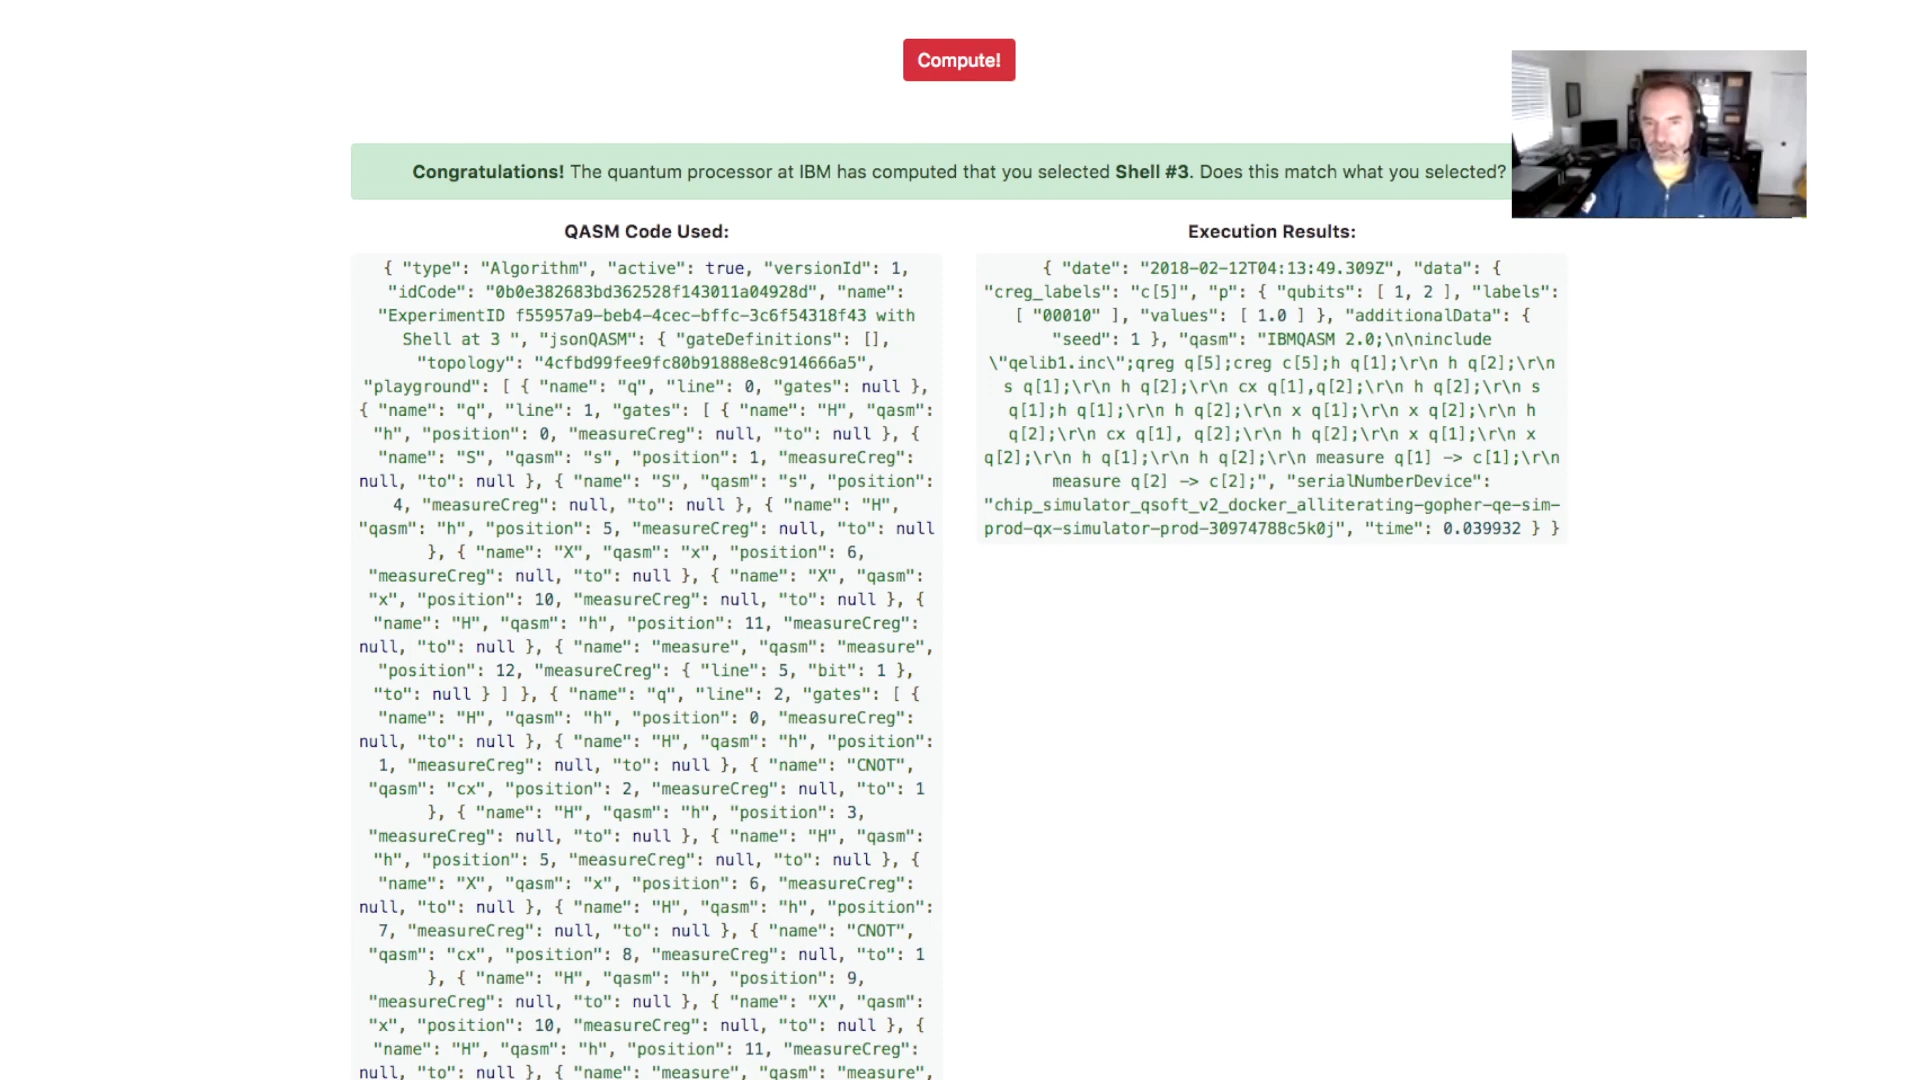 Compute!
Congratulations! The quantum processor at IBM has computed that you selected Shell #3. Does this match what you selected?
QASM Code Used:
{ "type": "Algorithm", "active": true, "versionId": 1,
"idCode": "0b0e382683bd362528f143011a04928d", "name":
"ExperimentID f55957a9-beb4-4cec-bffc-3c6f54318f43 with
Shell at 3 ", "jsonQASM": { "gateDefinitions": [],
"topology": "4cfbd99fee9fc80b91888e8c914666a5",
"playground": [ { "name": "q", "line": 0, "gates": null },
{ "name": "q", "line": 1, "gates": [ { "name": "H", "qasm":
"h", "position": 0, "measureCreg": null, "to": null }, {
"name": "S", "qasm": "s", "position": 1, "measureCreg":
null, "to": null }, { "name": "S", "qasm": "s", "position":
4, "measureCreg": null, "to": null }, { "name": "H",
"qasm": "h", "position": 5, "measureCreg": null, "to": null
}, { "name": "X", "qasm": "x", "position": 6,
"measureCreg": null, "to": null }, { "name": "X", "qasm":
"x", "position": 10, "measureCreg": null, "to": null }, {
"name": "H", "qasm": "h", "position": 11, "measureCreg":
null, "to": null }, { "name": "measure", "qasm": "measure",
"position": 12, "measureCreg": { "line": 5, "bit": 1 },
"to": null } ] }, { "name": "q", "line": 2, "gates": [ {
"name": "H", "qasm": "h", "position": 0, "measureCreg":
null, "to": null }, { "name": "H", "qasm": "h", "position":
1, "measureCreg": null, "to": null }, { "name": "CNOT",
"qasm": "cx", "position": 2, "measureCreg": null, "to": 1
}, { "name": "H", "qasm": "h", "position": 3,
"measureCreg": null, "to": null }, { "name": "H", "qasm":
"h", "position": 5, "measureCreg": null, "to": null }, {
"name": "X", "qasm": "x", "position": 6, "measureCreg":
null, "to": null }, { "name": "H", "qasm": "h", "position":
7, "measureCreg": null, "to": null }, { "name": "CNOT",
"qasm": "cx", "position": 8, "measureCreg": null, "to": 1
}, { "name": "H", "qasm": "h", "position": 9,
"measureCreg": null, "to": null }, { "name": "X", "qasm":
"x", "position": 10, "measureCreg": null, "to": null }, {
"name": "H", "qasm": "h", "position": 11, "measureCreg":
null, "to": null }, { "name": "measure", "qasm": "measure",
Execution Results:
{ "date": "2018-02-12T04:13:49.309Z", "data": {
"creg_labels": "c[5]", "p": { "qubits": [ 1, 2 ], "labels":
[ "00010" ], "values": [ 1.0 ] }, "additionalData": {
"seed": 1 }, "qasm": "IBMQASM 2.0;\n\ninclude
\"qelib1.inc\";qreg q[5];creg c[5];h q[1];\r\n h q[2];\r\n
s q[1];\r\n h q[2];\r\n cx q[1],q[2];\r\n h q[2];\r\n s
q[1];h q[1];\r\n h q[2];\r\n x q[1];\r\n x q[2];\r\n h
q[2];\r\n cx q[1], q[2];\r\n h q[2];\r\n x q[1];\r\n x
q[2];\r\n h q[1];\r\n h q[2];\r\n measure q[1] -> c[1];\r\n
measure q[2] -> c[2];", "serialNumberDevice":
"chip_simulator_qsoft_v2_docker_alliterating-gopher-qe-sim-
prod-qx-simulator-prod-30974788c5k0j", "time": 0.039932 } }